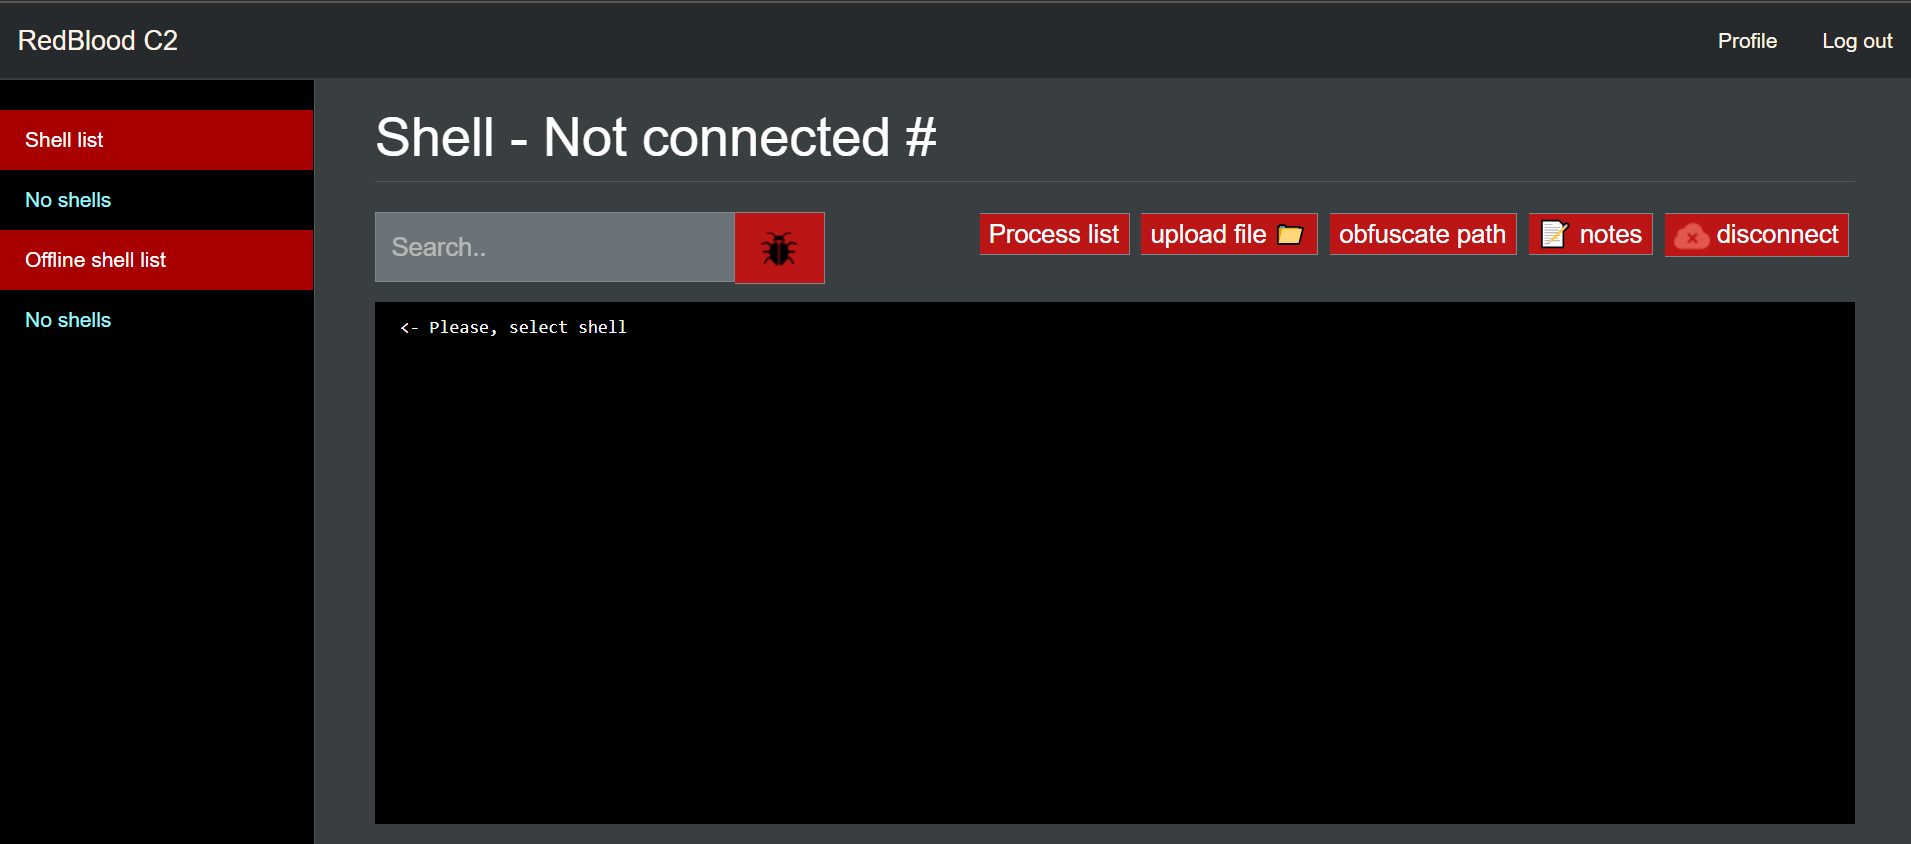 RedBlood C2
Profile
Log out
Shell list
No shells
Offline shell list
No shells
Shell - Not connected #
Search..
Process list
upload file
obfuscate path
notes
disconnect
<- Please, select shell